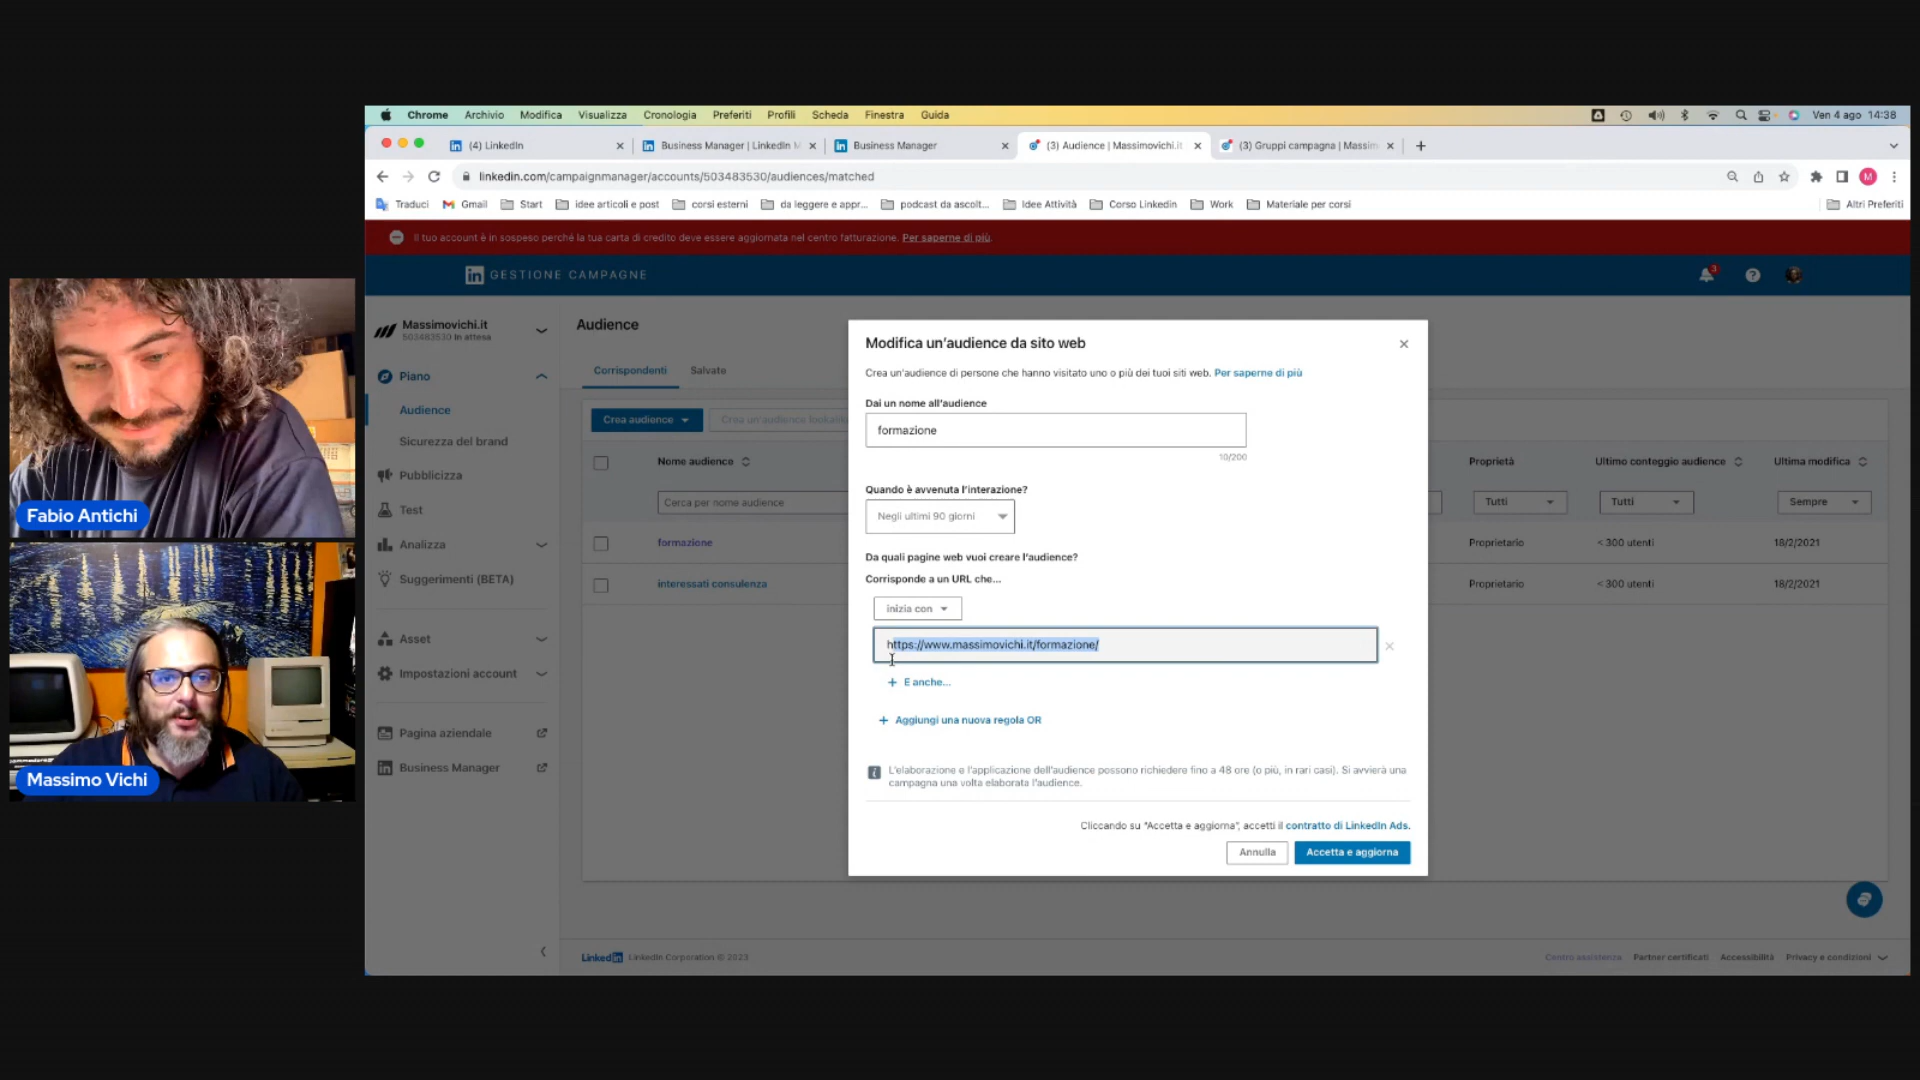 Chrome Archivio Modifica Visualizza Cronologia Preferiti Profili Scheda Finestra Guida Ven 4 ago 14:38
(4) LinkedIn
Business Manager | LinkedIn M
Business Manager
(3) Audience | Massimovichi.it
(3) Gruppi campagna | Massim
linkedin.com/campaignmanager/accounts/503483530/audiences/matched
M
Traduci Gmail Start idee articoli e post corsi esterni da leggere e appr... podcast da ascolt... Idee Attività Corso Linkedin Work Materiale per corsi Altri Preferiti
Il tuo account è in sospeso perché la tua carta di credito deve essere aggiornata nel centro fatturazione. Per saperne di più.
in GESTIONE CAMPAGNE
3
Massimovichi.it
503483530 In attesa
Piano
Audience
Sicurezza del brand
Pubblicizza
Test
Analizza
Suggerimenti (BETA)
Asset
Impostazioni account
Pagina aziendale
Business Manager
Audience
Corrispondenti Salvato
Crea audience
Crea un'audience lookalike
Nome audience
Proprietà
Ultimo conteggio audience
Ultima modifica
Cerca per nome audience
Tutti
Tutti
Sempre
formazione
Proprietario
< 300 utenti
18/2/2021
interessati consulenza
Proprietario
< 300 utenti
18/2/2021
Modifica un'audience da sito web
Crea un'audience di persone che hanno visitato uno o più dei tuoi siti web. Per saperne di più
Dai un nome all'audience
formazione
10/200
Quando è avvenuta l'interazione?
Negli ultimi 90 giorni
Da quali pagine web vuoi creare l'audience?
Corrisponde a un URL che...
inizia con
https://www.massimovichi.it/formazione/
+ E anche...
+ Aggiungi una nuova regola OR
L'elaborazione e l'applicazione dell'audience possono richiedere fino a 48 ore (o più, in rari casi). Si avvierà una
campagna una volta elaborata l'audience.
Cliccando su "Accetta e aggiorna", accetti il contratto di LinkedIn Ads.
Annulla
Accetta e aggiorna
LinkedIn LinkedIn Corporation © 2023
Centro assistenza Partner certificati Accessibilità Privacy e condizioni
Fabio Antichi
Massimo Vichi